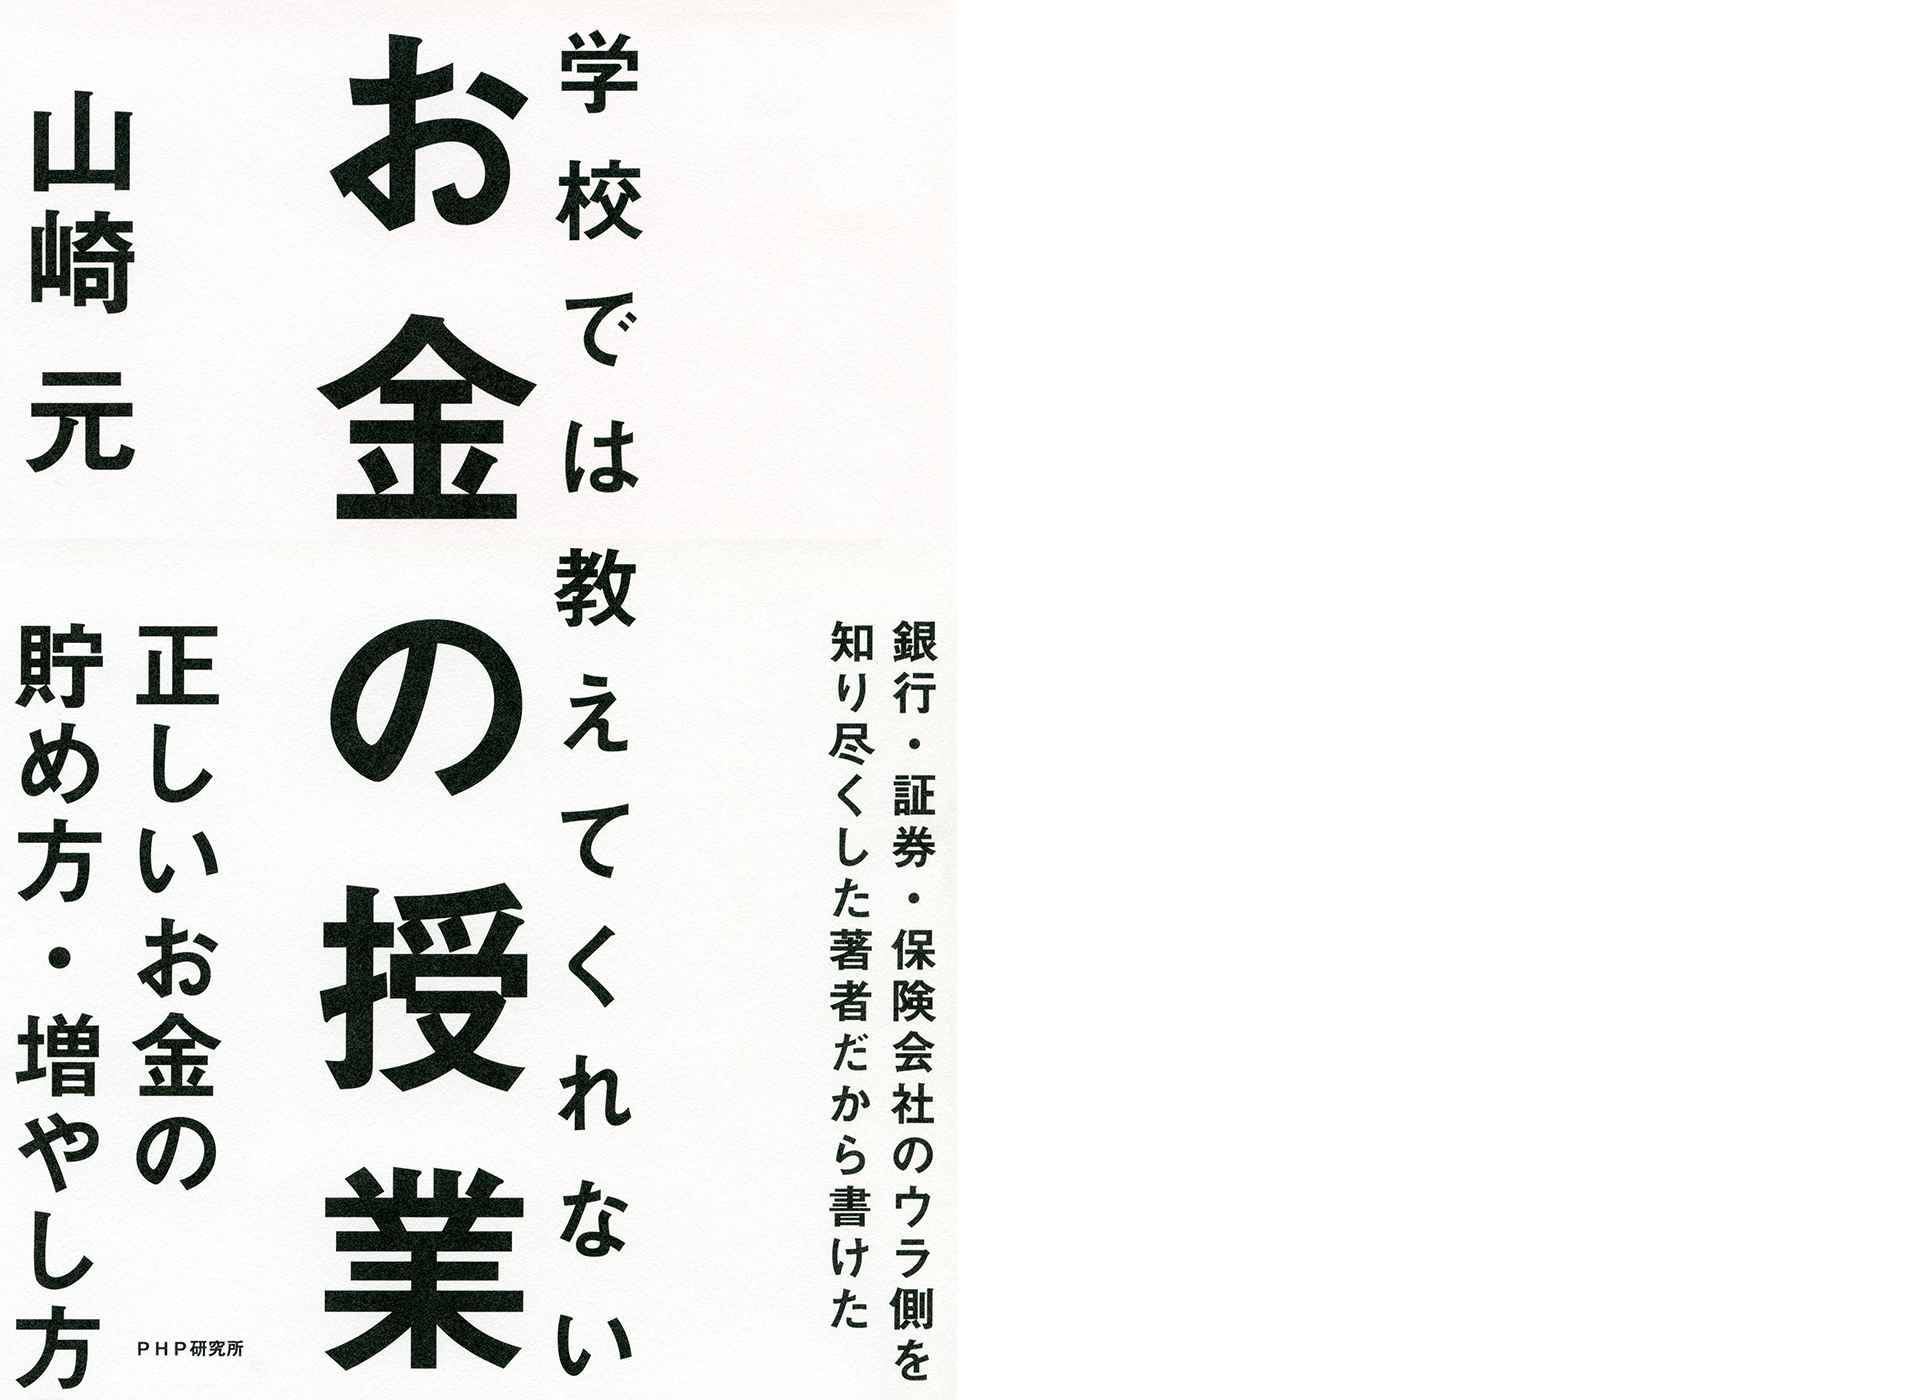 銀行・証券・保険会社のウラ側を
知り尽くした著者だから書けた
学校では教えてくれない
お金の授業
山崎 元
正しいお金の
貯め方・増やし方
PHP研究所